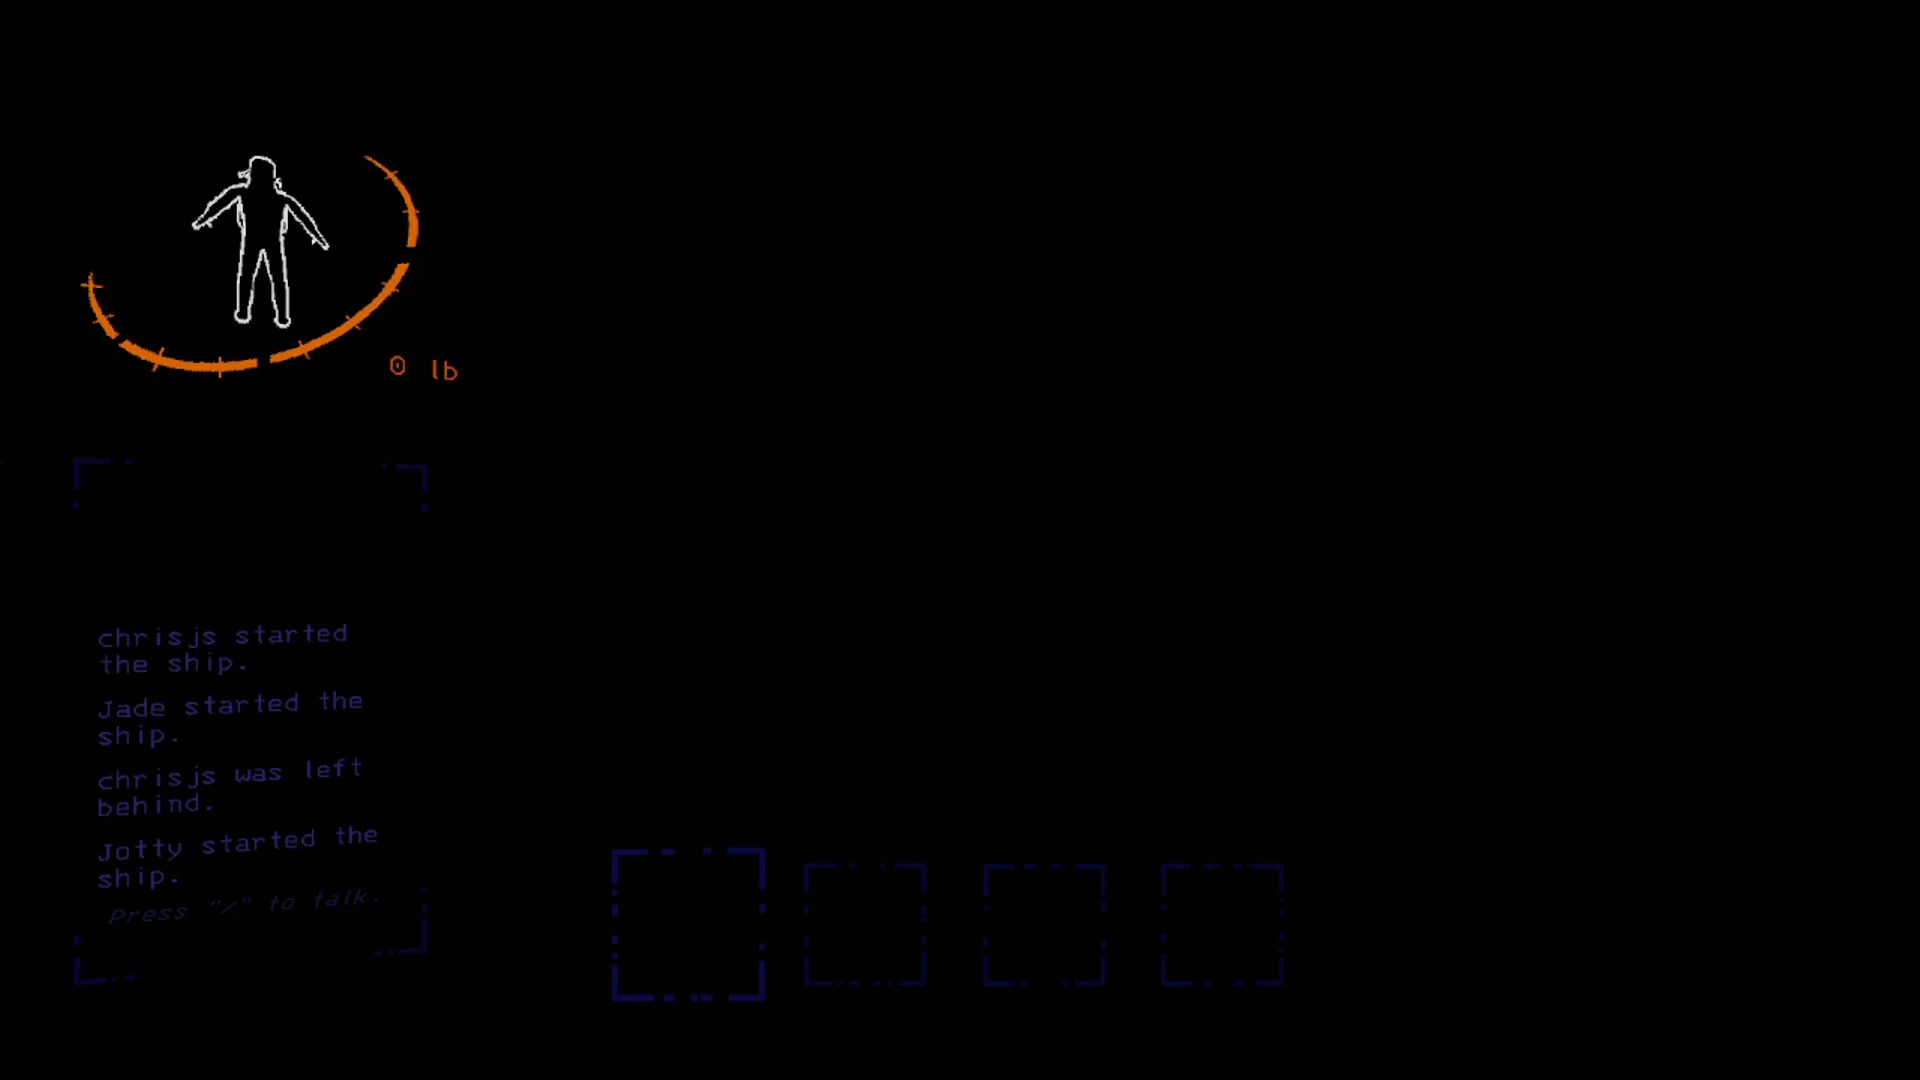 0 lb
chrisjs started
the ship.
Jade started the
ship.
chrisjs was left
behind.
Jotty started the
ship.
Press "/" to talk.